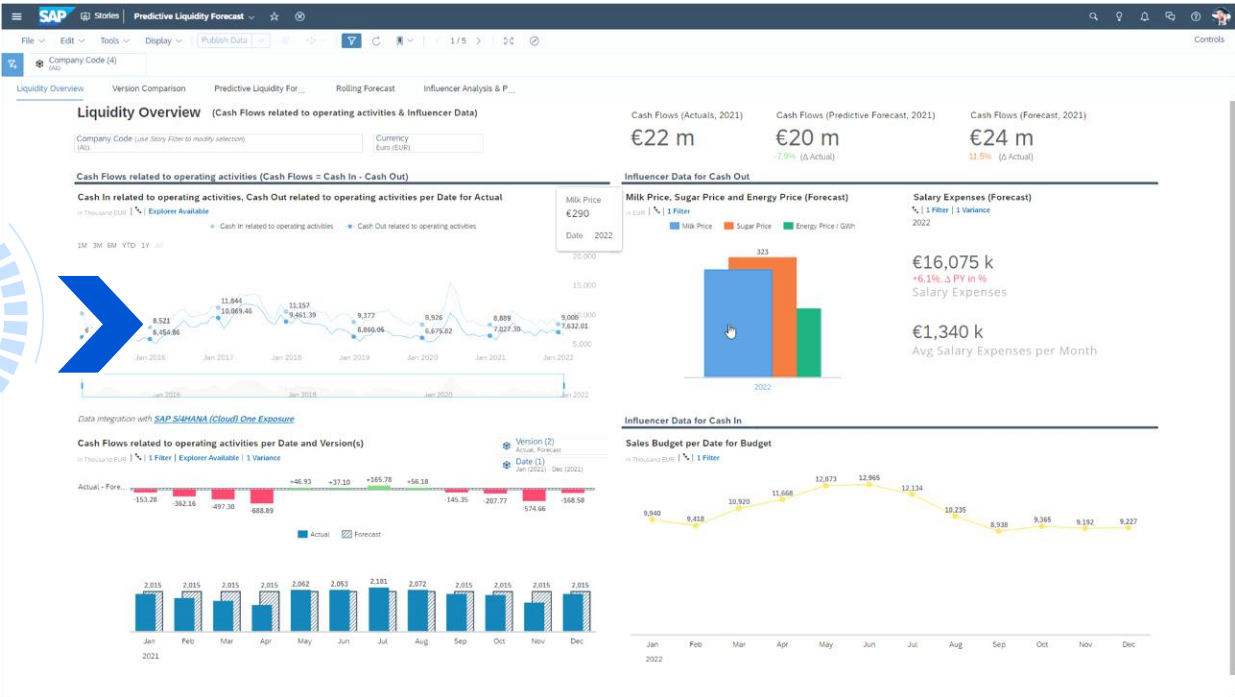 SAP Stories Predictive Liquidity Forecast
File Edit Tools Display Publish Data 1/5 Controls
Company Code (4)
(All)
Liquidity Overview Version Comparison Predictive Liquidity For... Rolling Forecast Influencer Analysis & P...
Liquidity Overview (Cash Flows related to operating activities & Influencer Data)
Company Code (use Story Filter to modify selection)
(All)
Currency
Euro (EUR)
Cash Flows (Actuals, 2021)
€22 m
Cash Flows (Predictive Forecast, 2021)
€20 m
-7.9% (Δ Actual)
Cash Flows (Forecast, 2021)
€24 m
11.5% (Δ Actual)
Cash Flows related to operating activities (Cash Flows = Cash In - Cash Out)
Cash In related to operating activities, Cash Out related to operating activities per Date for Actual
in Thousand EUR | Explorer Available
Cash In related to operating activities Cash Out related to operating activities
1M 3M 6M YTD 1Y All
20,000
15,000
5,000
8,521 11,844 11,157 9,377 8,926 8,889 9,006
6,454.86 10,069.46 9,461.39 6,860.06 6,675.82 7,027.30 7,632.01
Jan 2016 Jan 2017 Jan 2018 Jan 2019 Jan 2020 Jan 2021 Jan 2022
Jan 2016 Jan 2018 Jan 2020 Jan 2022
Data integration with SAP S/4HANA (Cloud) One Exposure
Cash Flows related to operating activities per Date and Version(s)
in Thousand EUR | 1 Filter | Explorer Available | 1 Variance
Version (2)
Actual, Forecast
Date (1)
Jan (2021) - Dec (2021)
Actual - Fore...
-153.28 -362.16 -497.30 -688.89 +46.93 +37.10 +165.78 +56.18 -145.35 -207.77 -574.66 -168.58
Actual Forecast
2,015 2,015 2,015 2,015 2,062 2,053 2,181 2,072 2,015 2,015 2,015 2,015
Jan Feb Mar Apr May Jun Jul Aug Sep Oct Nov Dec
2021
Influencer Data for Cash Out
Milk Price
€290
Date 2022
Milk Price, Sugar Price and Energy Price (Forecast)
in EUR | 1 Filter
Milk Price Sugar Price Energy Price / GWh
323
2022
Salary Expenses (Forecast)
1 Filter | 1 Variance
2022
€16,075 k
+6.1% Δ PY in %
Salary Expenses
€1,340 k
Avg Salary Expenses per Month
Influencer Data for Cash In
Sales Budget per Date for Budget
in Thousand EUR | 1 Filter
9,940 9,418 10,920 11,668 12,873 12,965 12,134 10,235 8,938 9,365 9,192 9,227
Jan Feb Mar Apr May Jun Jul Aug Sep Oct Nov Dec
2022